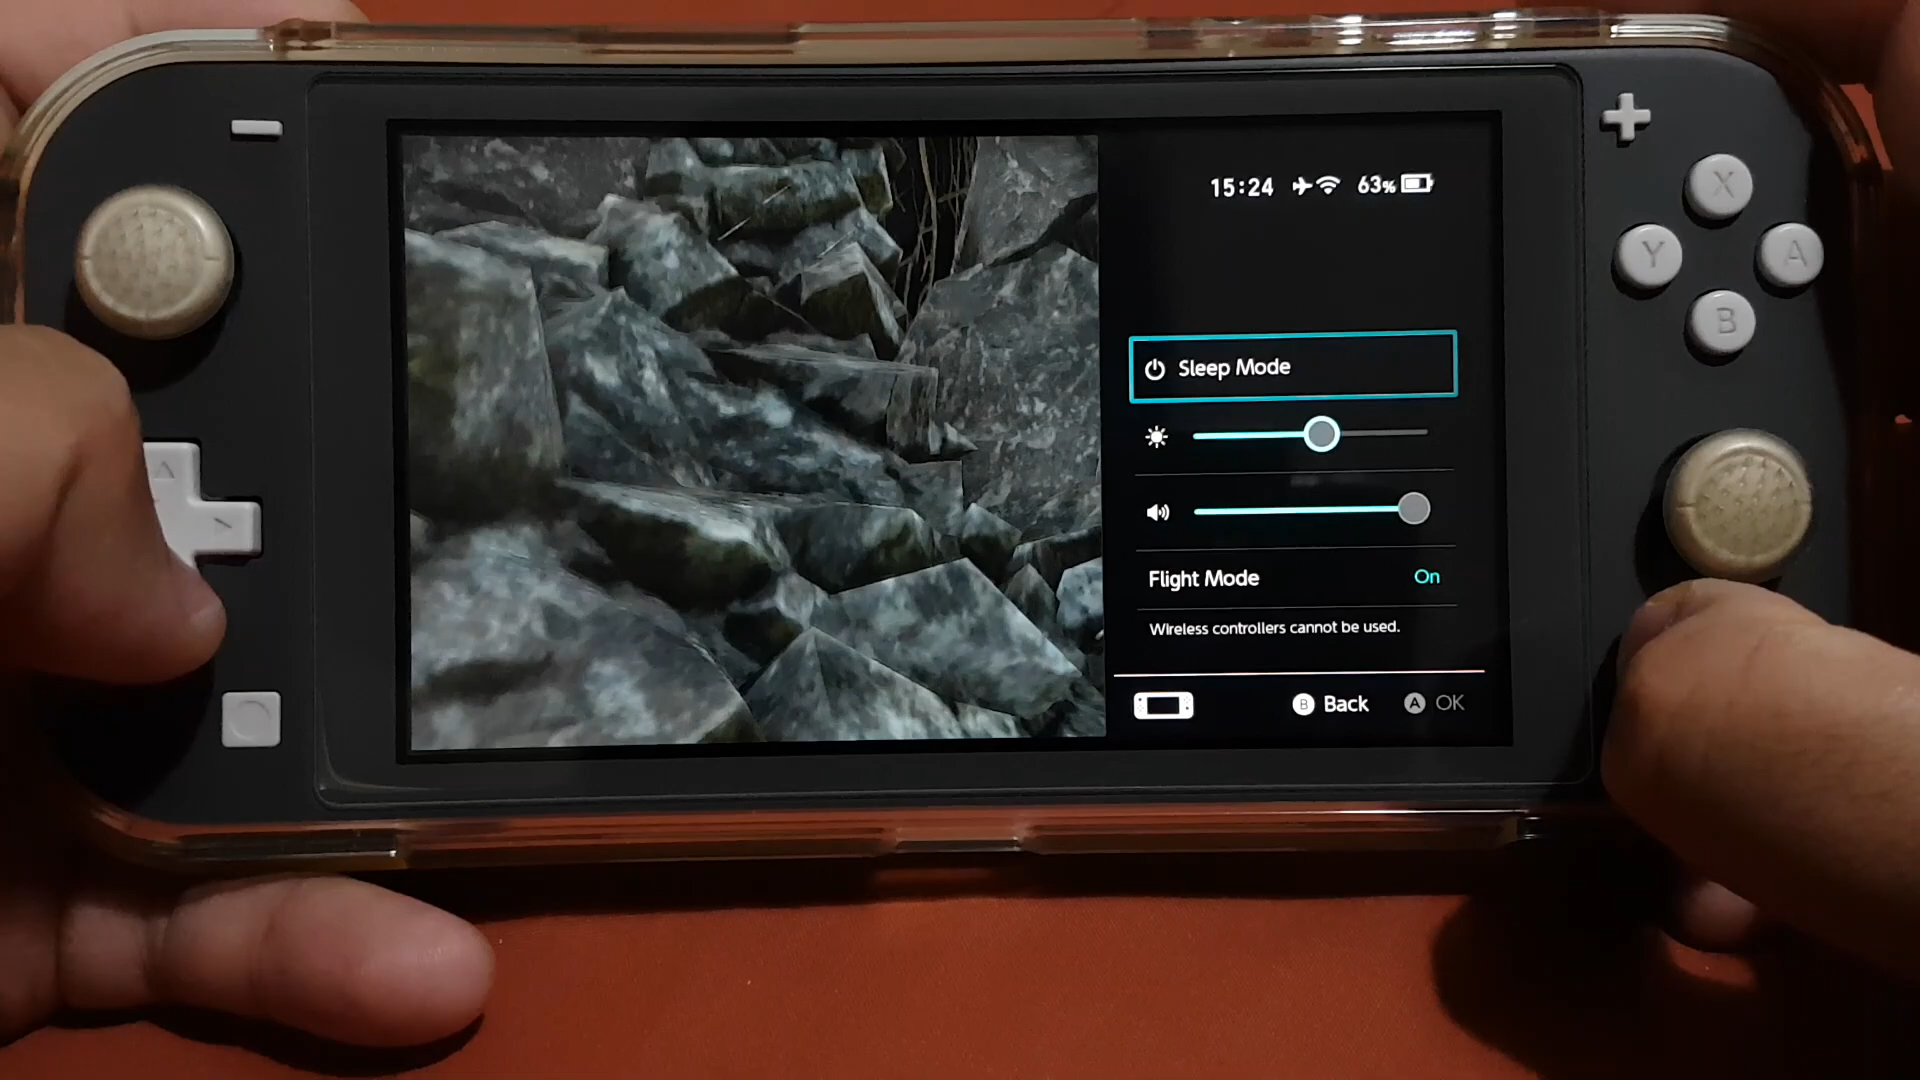 15:24 63%
Sleep Mode
Flight Mode On
Wireless controllers cannot be used.
B Back A OK
X
Y
A
B